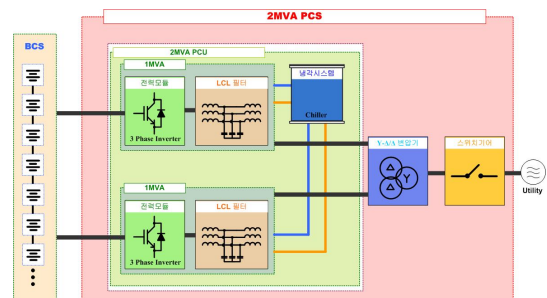 2MVA PCS
BCS
2MVA PCU
1MVA
전력모듈
3 Phase Inverter
LCL 필터
냉각시스템
Chiller
Y-Δ/Δ 변압기
스위치기어
Utility
1MVA
전력모듈
3 Phase Inverter
LCL 필터
Δ
Y
Δ